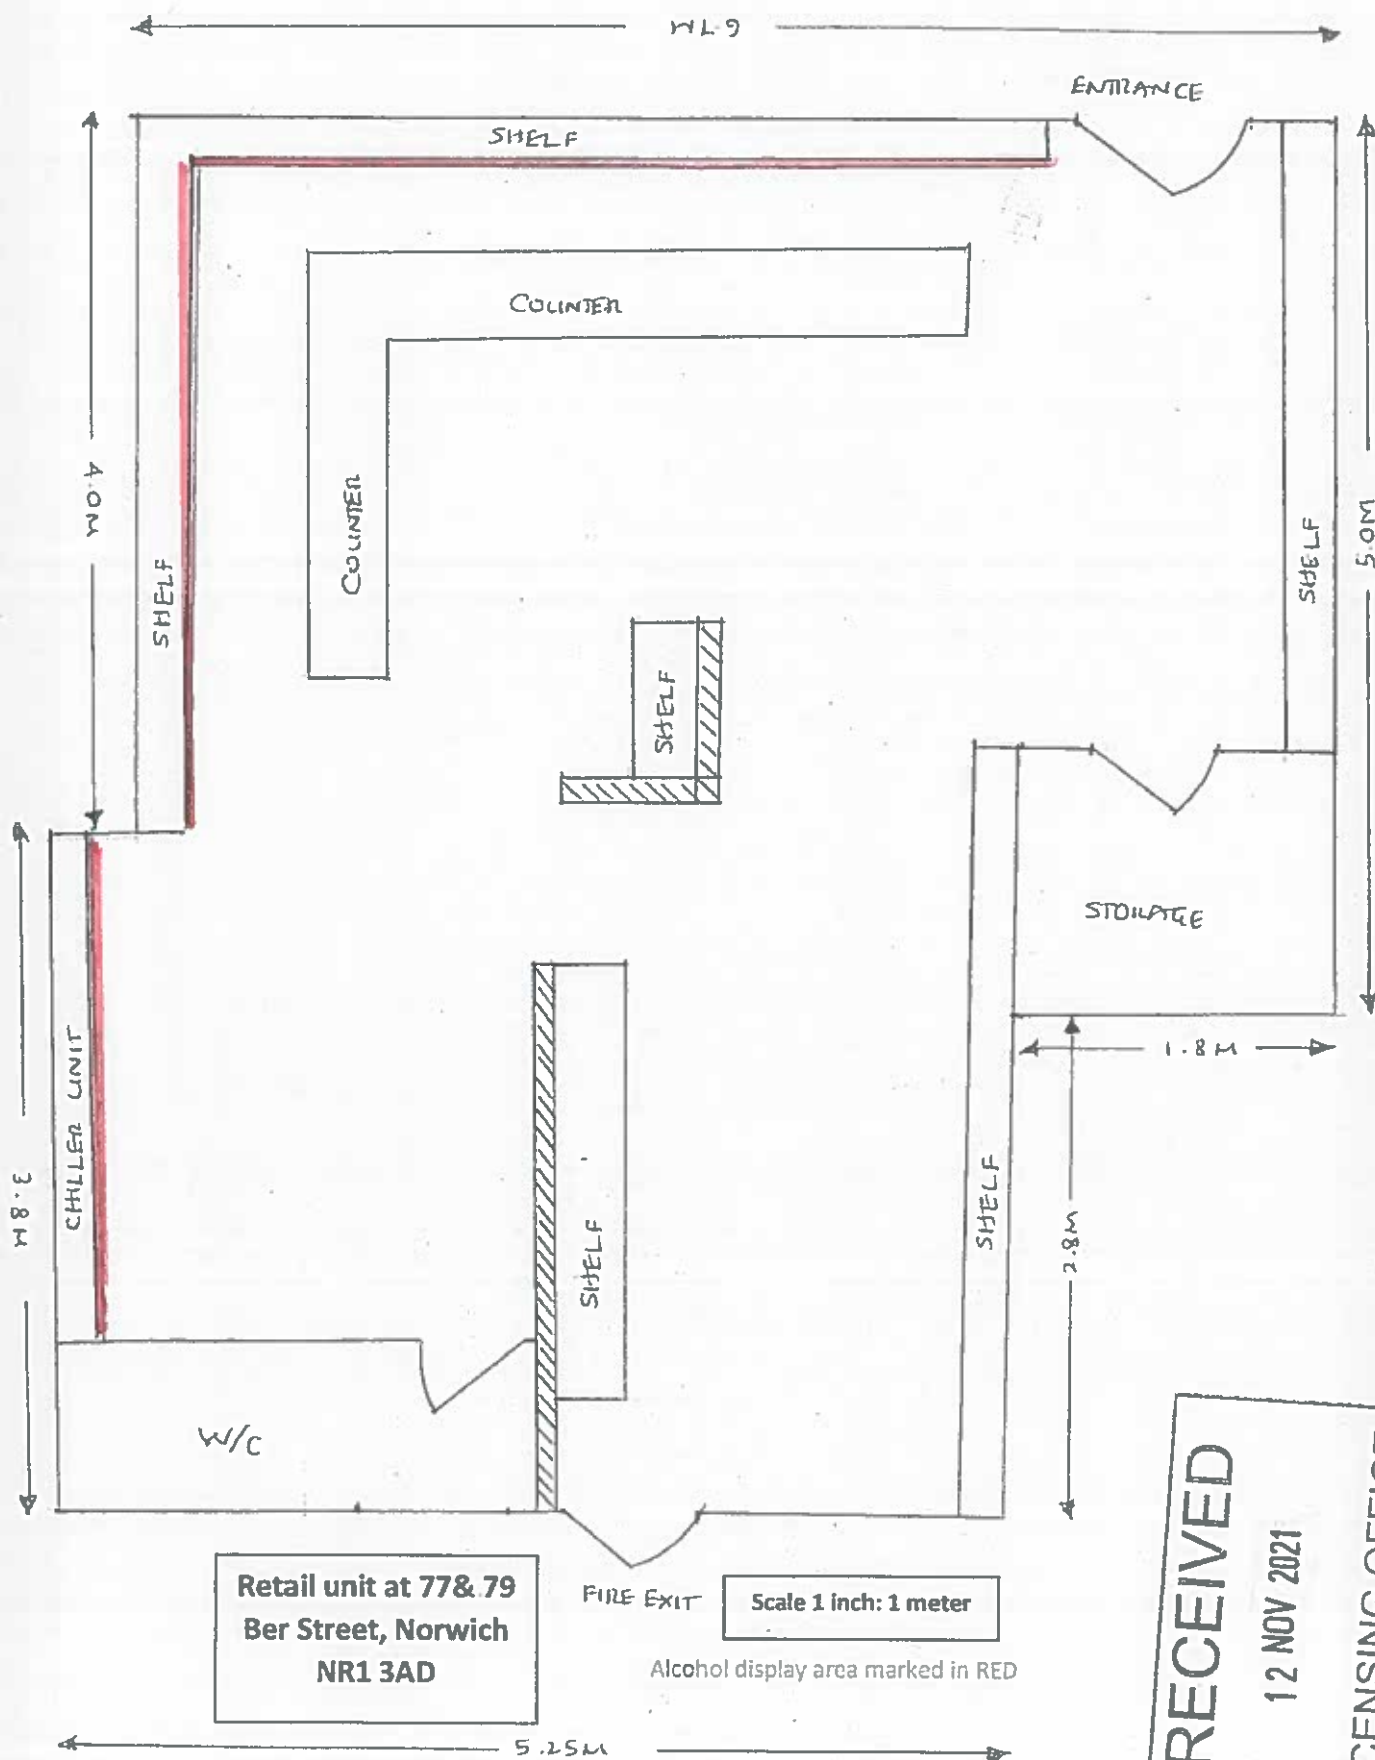 6.7M
ENTRANCE
SHELF
COUNTER
4.0M
SHELF
COUNTER
SHELF
5.0M
SHELF
STORAGE
1.8M
CHILLER UNIT
3.8M
SHELF
SHELF
2.8M
W/C
FIRE EXIT
Retail unit at 77&79
Ber Street, Norwich
NR1 3AD
Scale 1 inch: 1 meter
Alcohol display area marked in RED
5.25M
RECEIVED
12 NOV 2021